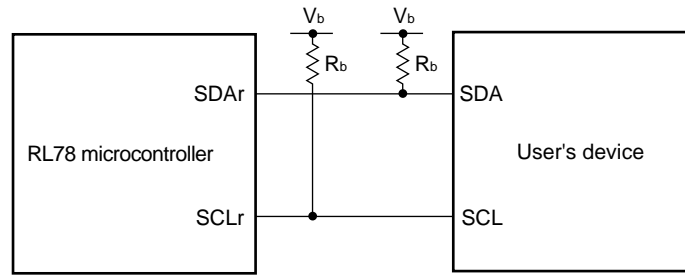 Vb Vb
Rb Rb
SDAr SDA
RL78 microcontroller User's device
SCLr SCL